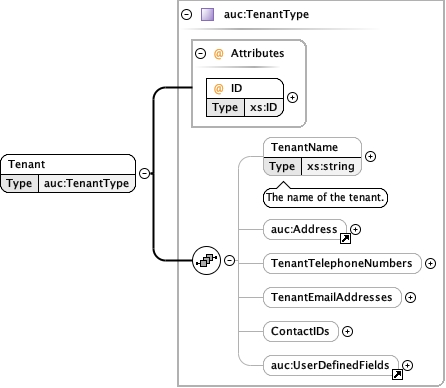 auc:TenantType
@ Attributes
@ ID
Type xs:ID
Tenant
Type auc:TenantType
TenantName
Type xs:string
The name of the tenant.
auc:Address
TenantTelephoneNumbers
TenantEmailAddresses
ContactIDs
auc:UserDefinedFields